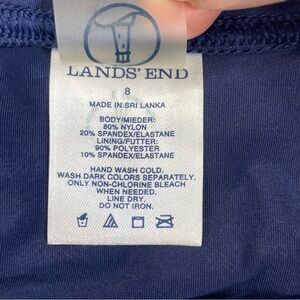 LANDS' END
8
MADE IN SRI LANKA
BODY/MIEDER:
80% NYLON
20% SPANDEX/ELASTANE
LINING/FUTTER:
90% POLYESTER
10% SPANDEX/ELASTANE
HAND WASH COLD.
WASH DARK COLORS SEPARATELY.
ONLY NON-CHLORINE BLEACH
WHEN NEEDED.
LINE DRY.
DO NOT IRON.